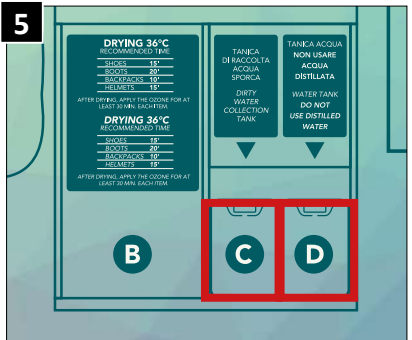 5
DRYING 36°C
RECOMMENDED TIME
SHOES 15'
BOOTS 20'
BACKPACKS 10'
HELMETS 15'
AFTER DRYING, APPLY THE OZONE FOR AT
LEAST 30 MIN. EACH ITEM.
DRYING 36°C
RECOMMENDED TIME
SHOES 15'
BOOTS 20'
BACKPACKS 10'
HELMETS 15'
AFTER DRYING, APPLY THE OZONE FOR AT
LEAST 30 MIN. EACH ITEM.
TANICA
DI RACCOLTA
ACQUA
SPORCA
DIRTY
WATER
COLLECTION
TANK
TANICA ACQUA
NON USARE
ACQUA
DISTILLATA
WATER TANK
DO NOT
USE DISTILLED
WATER
B
C
D